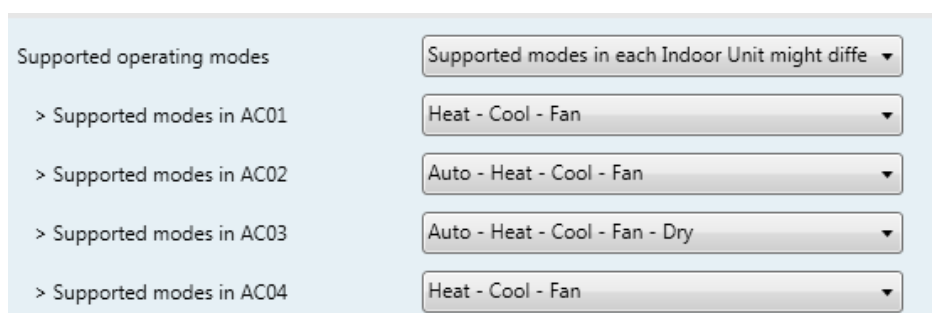 Supported operating modes Supported modes in each Indoor Unit might diffe
> Supported modes in AC01 Heat - Cool - Fan
> Supported modes in AC02 Auto - Heat - Cool - Fan
> Supported modes in AC03 Auto - Heat - Cool - Fan - Dry
> Supported modes in AC04 Heat - Cool - Fan